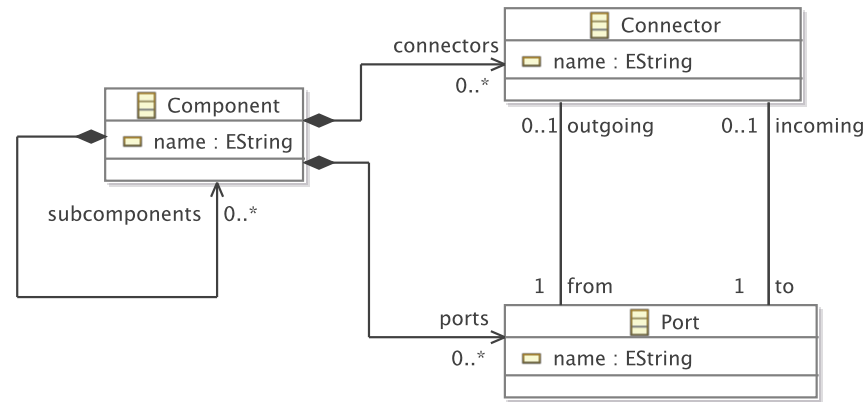 Connector
name : EString
connectors
0..*
Component
name : EString
0..1 outgoing
0..1 incoming
subcomponents 0..*
1 from
1 to
ports
0..*
Port
name : EString